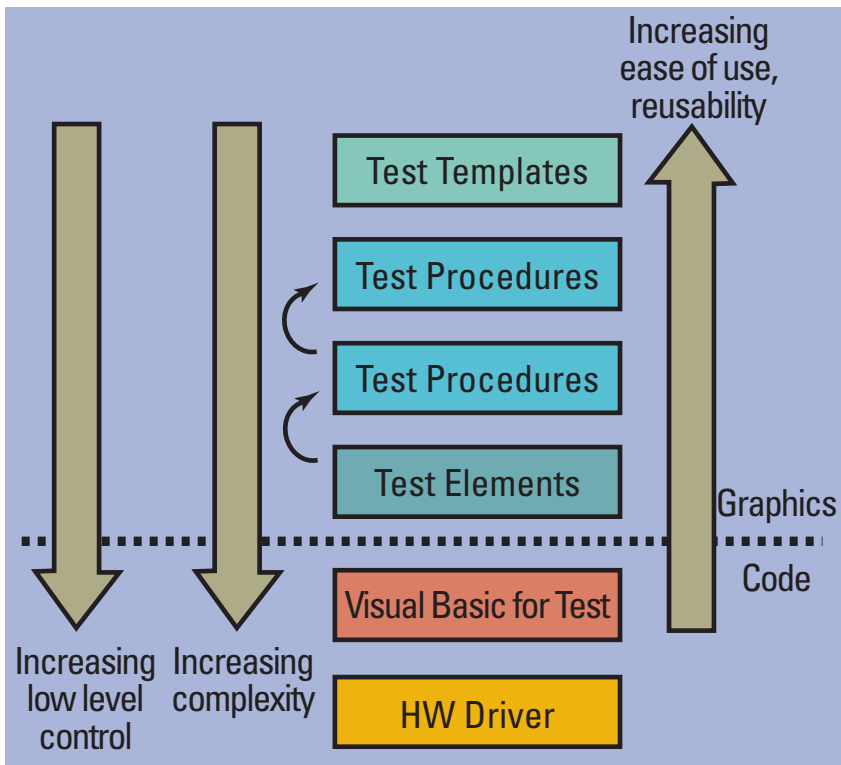 Increasing
ease of use,
reusability
Test Templates
Test Procedures
Test Procedures
Test Elements
Graphics
Code
Visual Basic for Test
HW Driver
Increasing
low level
control
Increasing
complexity